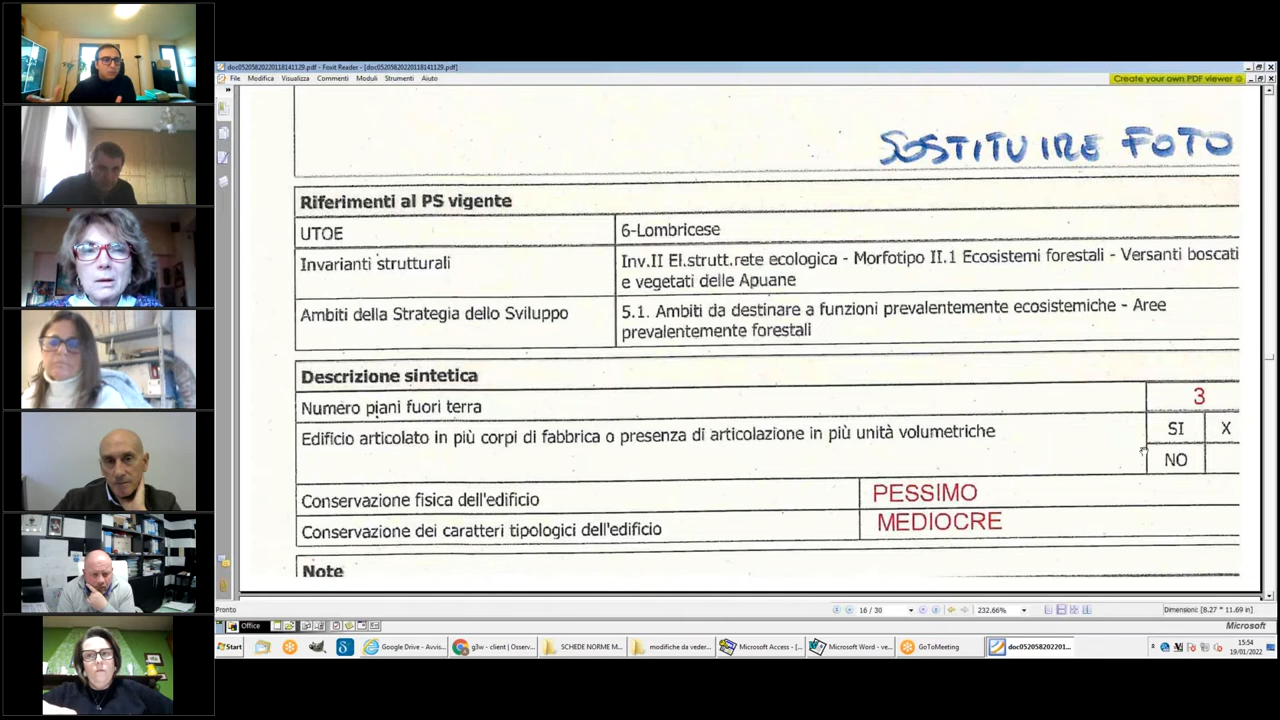 doc05205820220118141129.pdf - Foxit Reader - [doc05205820220118141129.pdf]
File Modifica Visualizza Commenti Moduli Strumenti Aiuto
Create your own PDF viewer
SOSTITUIRE FOTO
Riferimenti al PS vigente
UTOE 6-Lombricese
Invarianti strutturali Inv.II El.strutt.rete ecologica - Morfotipo II.1 Ecosistemi forestali - Versanti boscati
e vegetati delle Apuane
Ambiti della Strategia dello Sviluppo 5.1. Ambiti da destinare a funzioni prevalentemente ecosistemiche - Aree
prevalentemente forestali
Descrizione sintetica
Numero piani fuori terra 3
Edificio articolato in più corpi di fabbrica o presenza di articolazione in più unità volumetriche SI X
NO
Conservazione fisica dell'edificio PESSIMO
Conservazione dei caratteri tipologici dell'edificio MEDIOCRE
Note
Pronto 16 / 30 232.66% Dimensioni: [8.27 * 11.69 in]
Office Microsoft
Start Google Drive - Avvis... g3w - client | Osserv... SCHEDE NORME M... modifiche da veder... Microsoft Access - [... Microsoft Word - ve... GoToMeeting doc052058202201... 15:54
19/01/2022